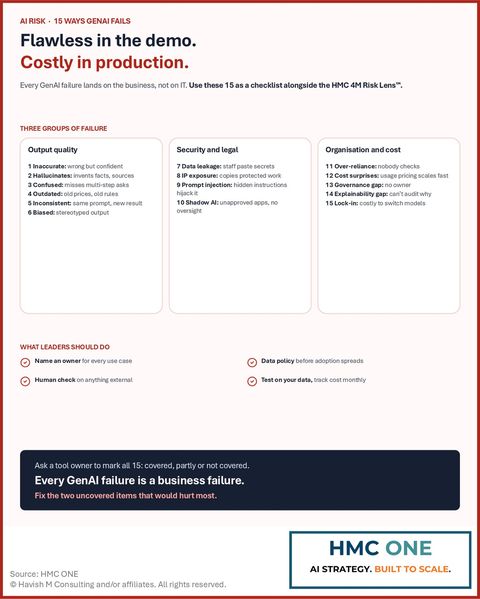 AI RISK · 15 WAYS GENAI FAILS
Flawless in the demo.
Costly in production.
Every GenAI failure lands on the business, not on IT. Use these 15 as a checklist alongside the HMC 4M Risk Lens™.
THREE GROUPS OF FAILURE
Output quality
1 Inaccurate: wrong but confident
2 Hallucinates: invents facts, sources
3 Confused: misses multi-step asks
4 Outdated: old prices, old rules
5 Inconsistent: same prompt, new result
6 Biased: stereotyped output
Security and legal
7 Data leakage: staff paste secrets
8 IP exposure: copies protected work
9 Prompt injection: hidden instructions
hijack it
10 Shadow AI: unapproved apps, no
oversight
Organisation and cost
11 Over-reliance: nobody checks
12 Cost surprises: usage pricing scales fast
13 Governance gap: no owner
14 Explainability gap: can't audit why
15 Lock-in: costly to switch models
WHAT LEADERS SHOULD DO
Name an owner for every use case
Data policy before adoption spreads
Human check on anything external
Test on your data, track cost monthly
Ask a tool owner to mark all 15: covered, partly or not covered.
Every GenAI failure is a business failure.
Fix the two uncovered items that would hurt most.
HMC ONE
AI STRATEGY. BUILT TO SCALE.
Source: HMC ONE
© Havish M Consulting and/or affiliates. All rights reserved.